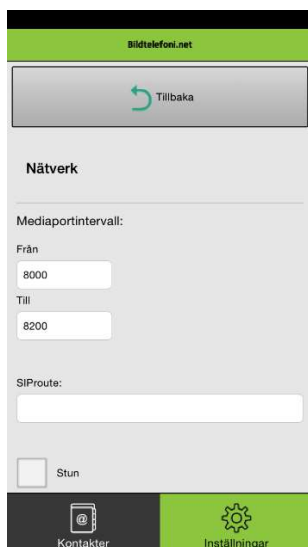 Bildtelefoni.net
Tillbaka
Nätverk
Mediaportintervall:
Från
8000
Till
8200
SIProute:
Stun
@
Kontakter
Inställningar